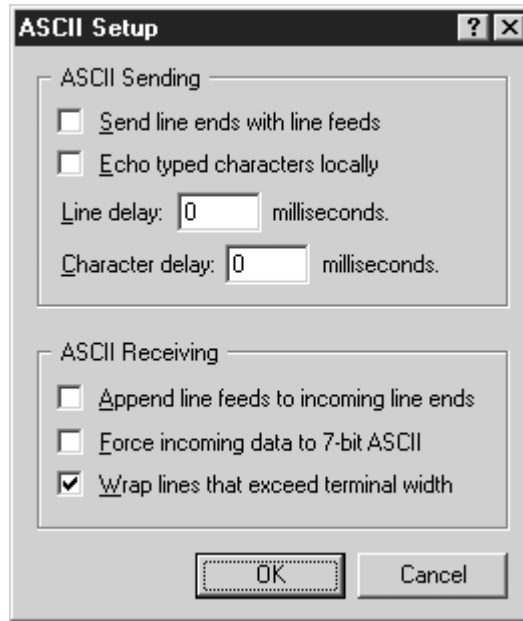 ASCII Setup
ASCII Sending
Send line ends with line feeds
Echo typed characters locally
Line delay: 0 milliseconds.
Character delay: 0 milliseconds.
ASCII Receiving
Append line feeds to incoming line ends
Force incoming data to 7-bit ASCII
Wrap lines that exceed terminal width
OK Cancel